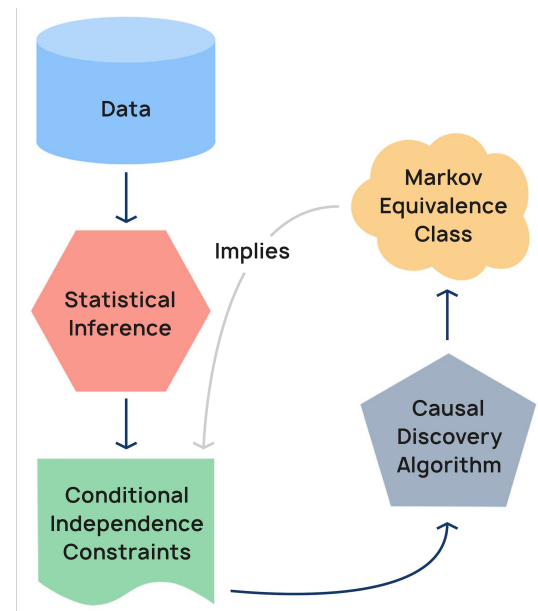 Data
Statistical
Inference
Conditional
Independence
Constraints
Implies
Markov
Equivalence
Class
Causal
Discovery
Algorithm